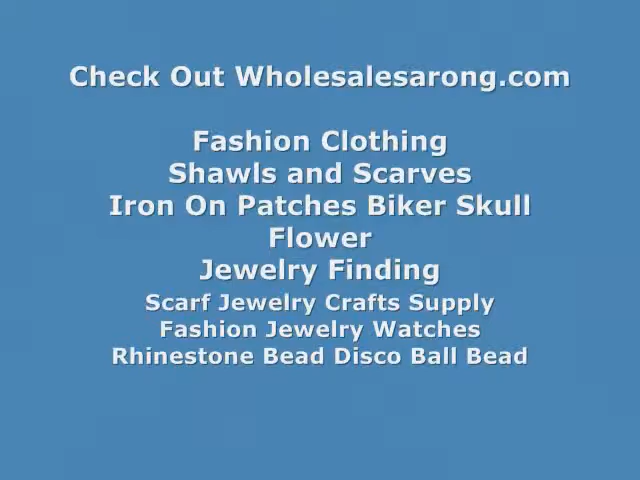 Check Out Wholesalesarong.com
Fashion Clothing
Shawls and Scarves
Iron On Patches Biker Skull
Flower
Jewelry Finding
Scarf Jewelry Crafts Supply
Fashion Jewelry Watches
Rhinestone Bead Disco Ball Bead